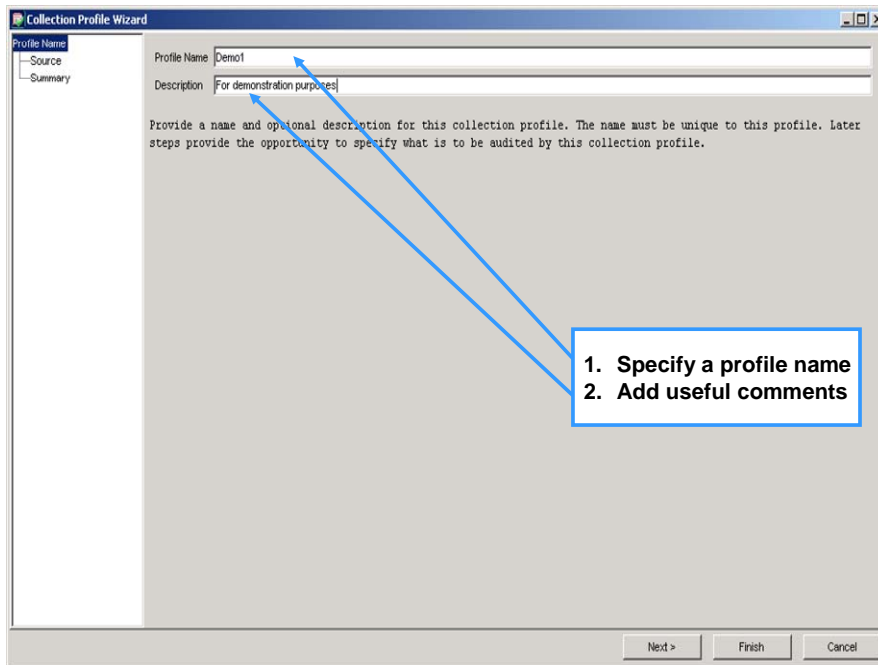 Collection Profile Wizard
Profile Name
Source
Summary
Profile Name Demo1
Description For demonstration purposes
Provide a name and optional description for this collection profile. The name must be unique to this profile. Later
steps provide the opportunity to specify what is to be audited by this collection profile.
1. Specify a profile name
2. Add useful comments
Next >
Finish
Cancel